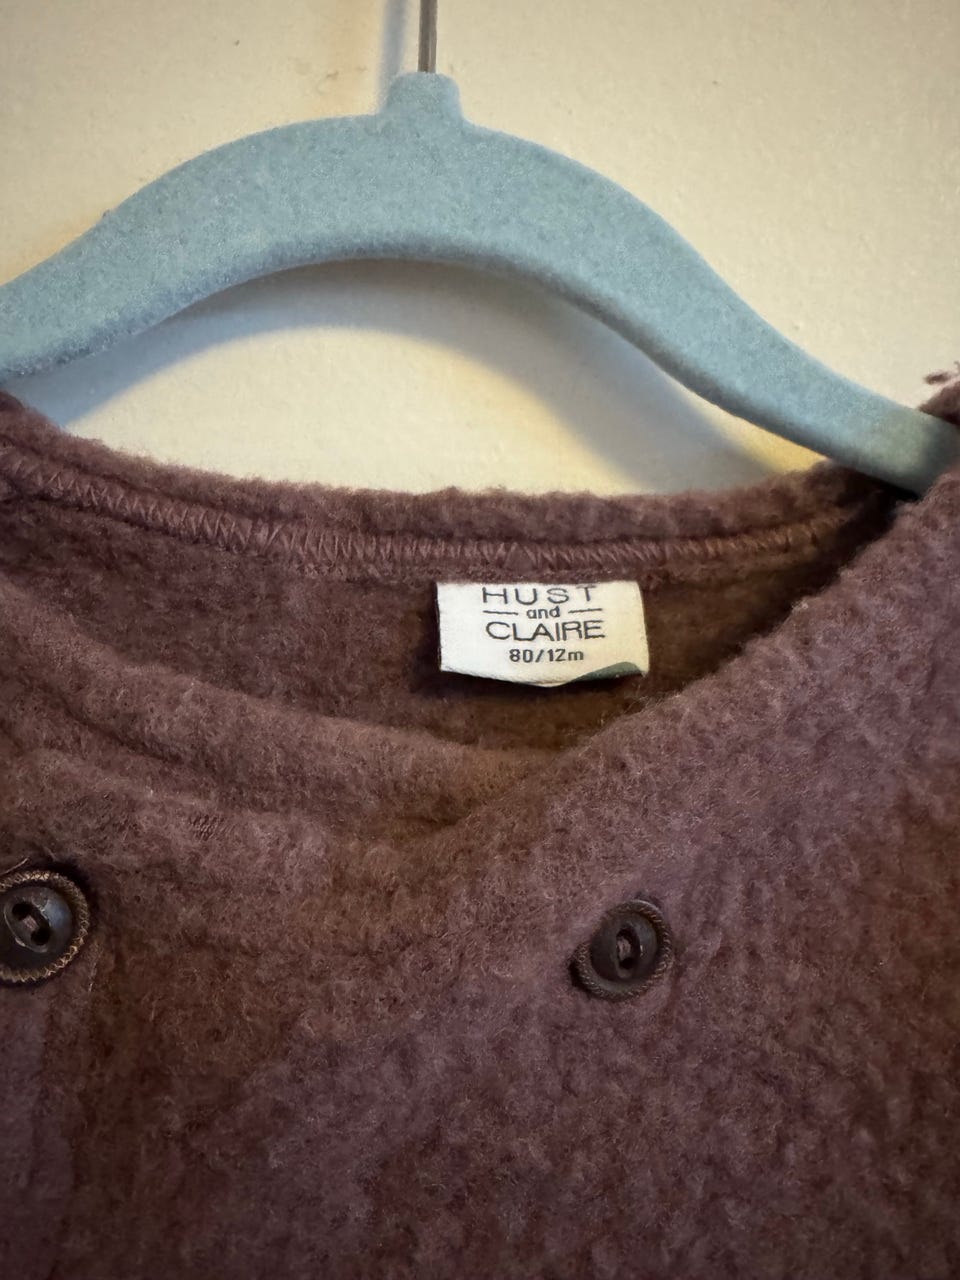 HUST
and
CLAIRE
80/12m